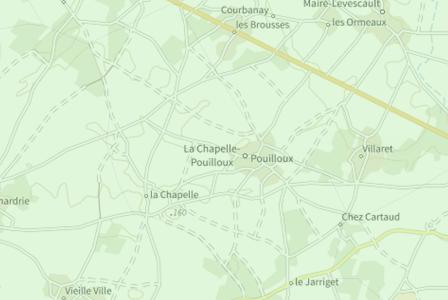 Courbanay
Maire-Levescault
les Brousses
les Ormeaux
La Chapelle-
Pouilloux
Pouilloux
Villaret
la Chapelle
160
Chez Cartaud
le Jarriget
Vieille Ville